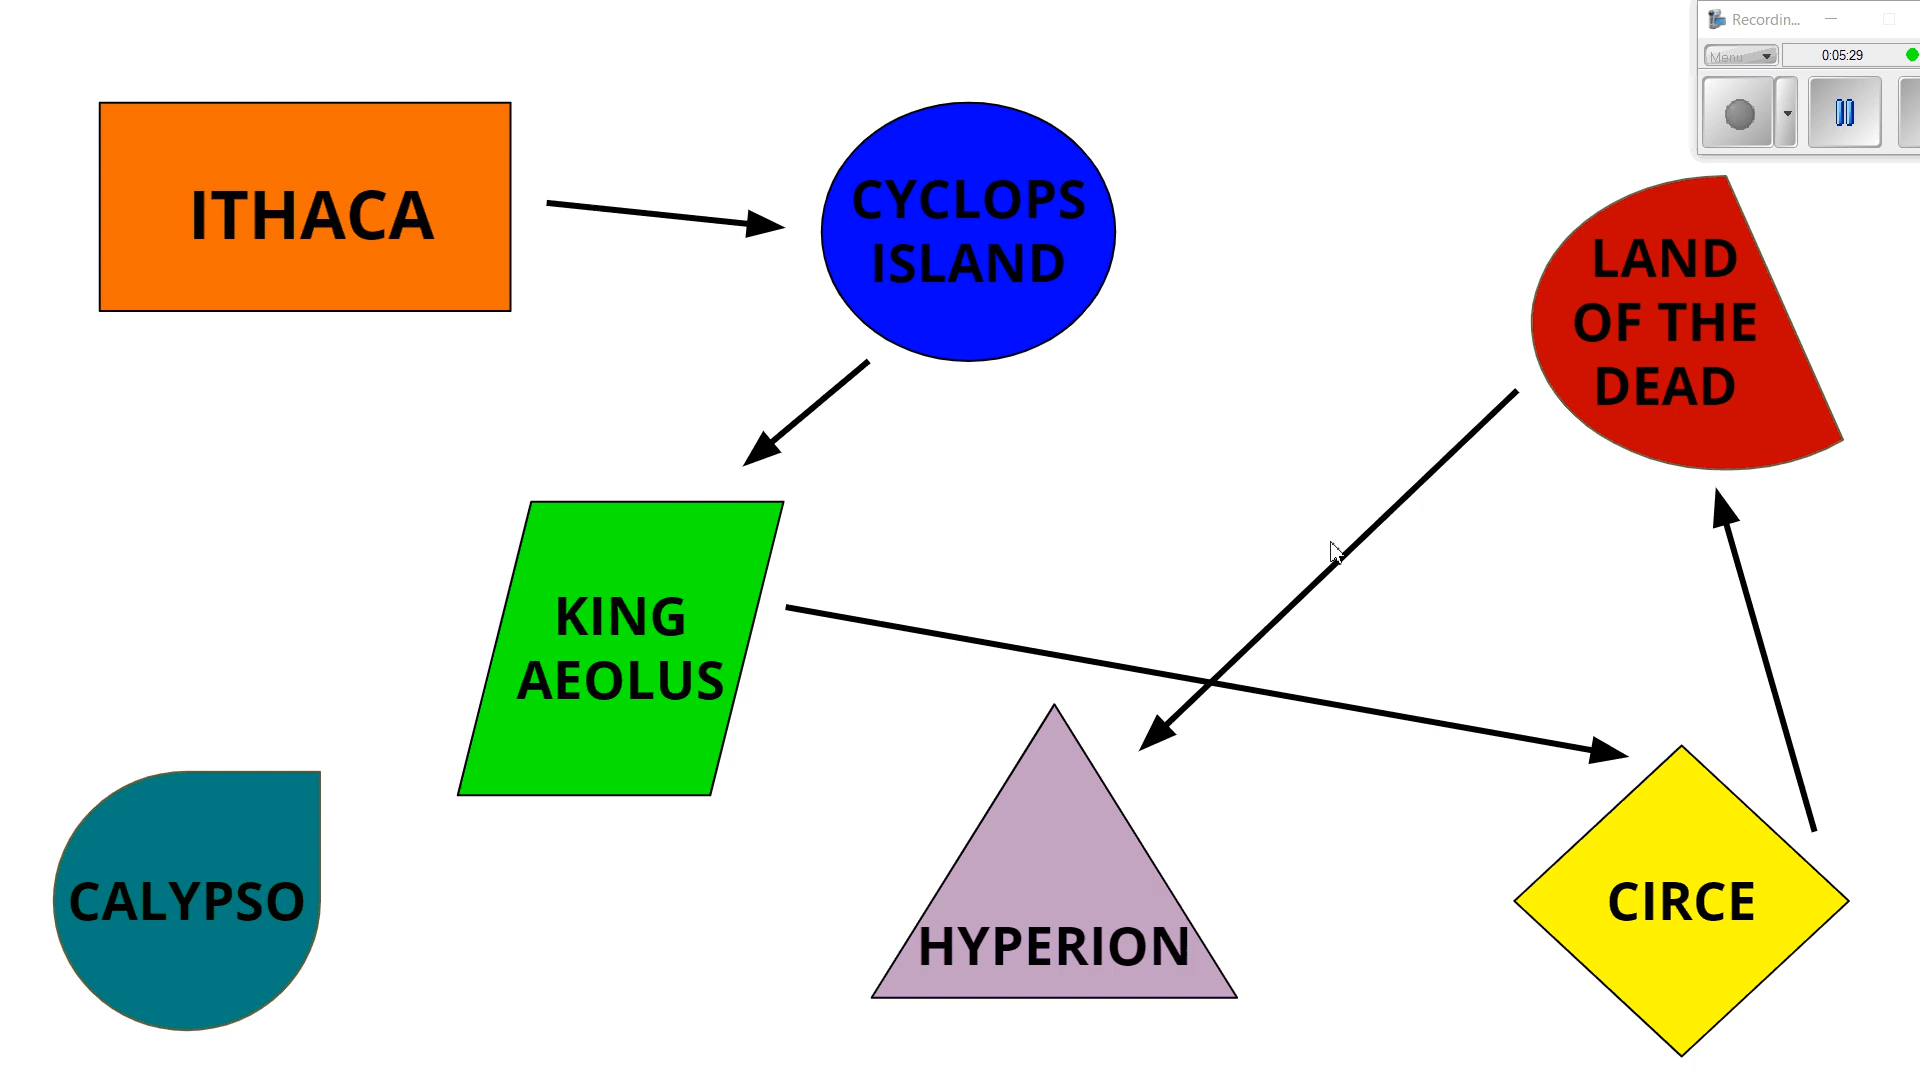 Recordin...
Menu
0:05:29
ITHACA
CYCLOPS
ISLAND
LAND
OF THE
DEAD
KING
AEOLUS
CALYPSO
HYPERION
CIRCE